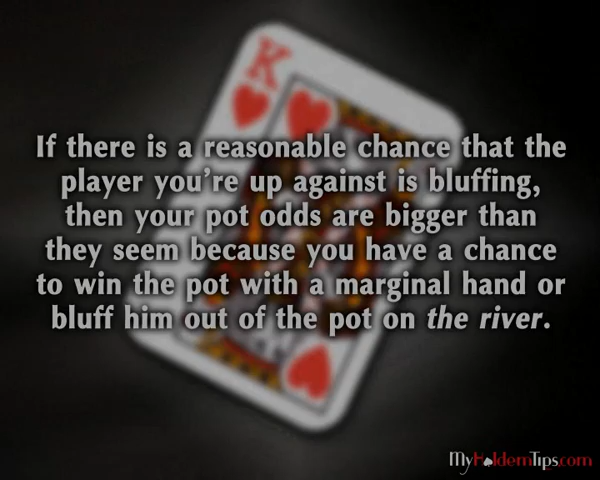 K
If there is a reasonable chance that the
player you're up against is bluffing,
then your pot odds are bigger than
they seem because you have a chance
to win the pot with a marginal hand or
bluff him out of the pot on the river.
MyHoldemTips.com